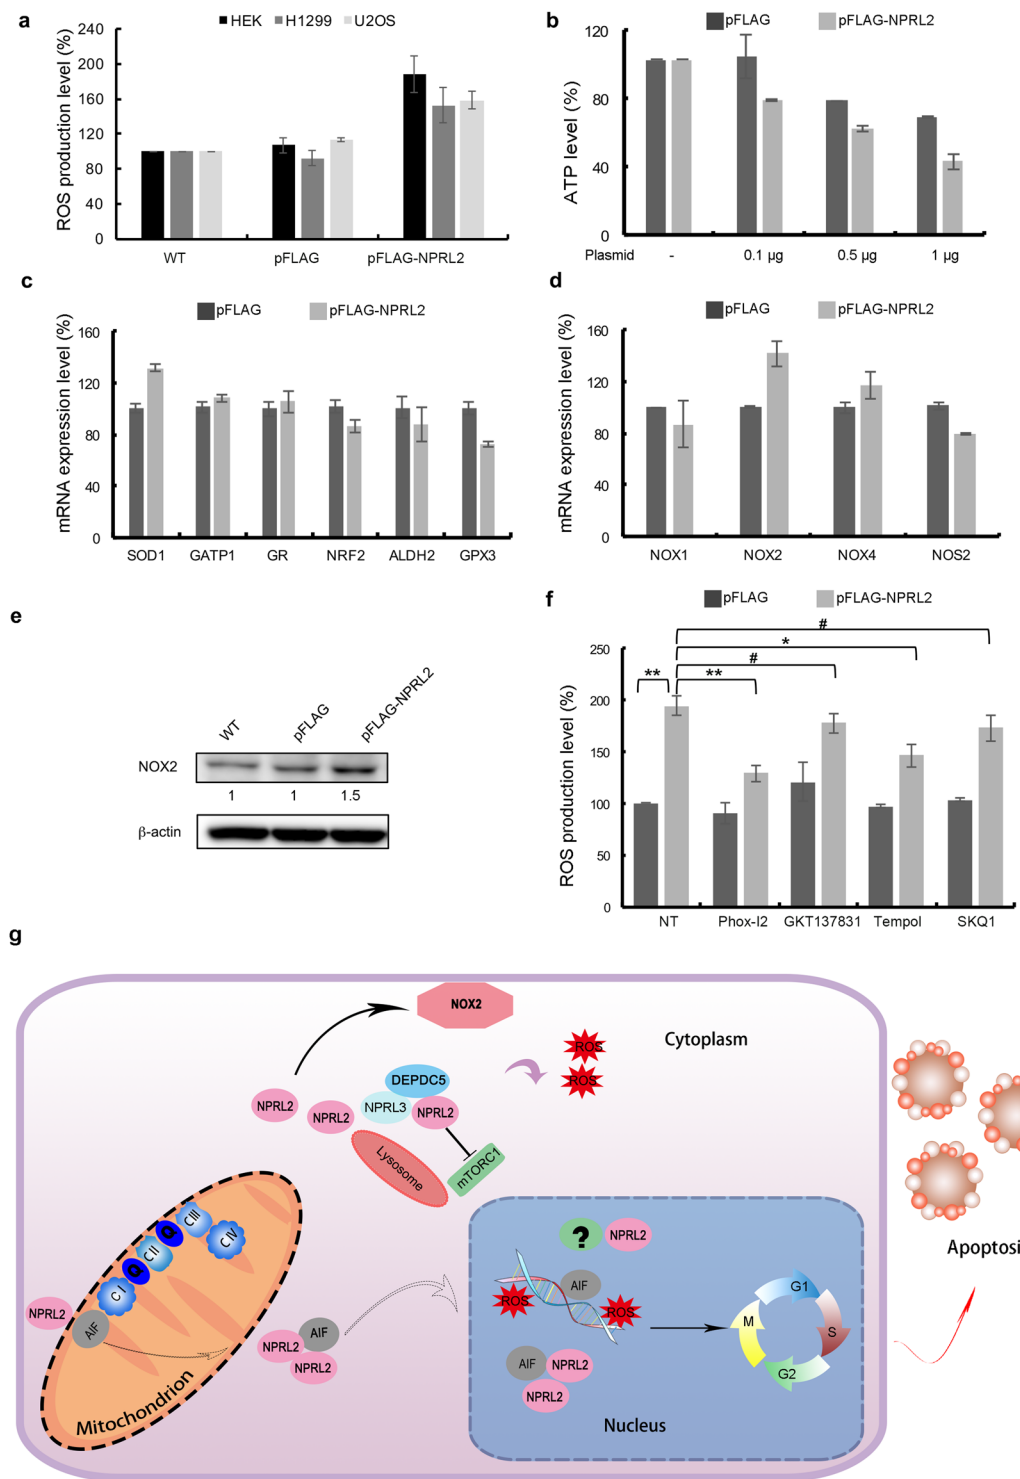 a
HEK H1299 U2OS
ROS production level (%)
240
200
160
120
80
40
0
WT pFLAG pFLAG-NPRL2
b
pFLAG pFLAG-NPRL2
ATP level (%)
120
80
40
0
Plasmid - 0.1 µg 0.5 µg 1 µg
c
pFLAG pFLAG-NPRL2
mRNA expression level (%)
160
120
80
40
0
SOD1 GATP1 GR NRF2 ALDH2 GPX3
d
pFLAG pFLAG-NPRL2
mRNA expression level (%)
160
120
80
40
0
NOX1 NOX2 NOX4 NOS2
e
WT pFLAG pFLAG-NPRL2
NOX2
1 1 1.5
β-actin
f
pFLAG pFLAG-NPRL2
ROS production level (%)
250
200
150
100
50
0
#
*
#
** **
NT Phox-I2 GKT137831 Tempol SKQ1
g
NOX2
Cytoplasm
ROS
ROS
DEPDC5
NPRL2 NPRL2 NPRL3 NPRL2
Lysosome
mTORC1
CI Q CII Q CIII CIV
NPRL2
AIF
Mitochondrion
AIF
NPRL2
NPRL2
? NPRL2
AIF
ROS ROS
AIF NPRL2
NPRL2
Nucleus
G1
S
G2
M
Apoptosi